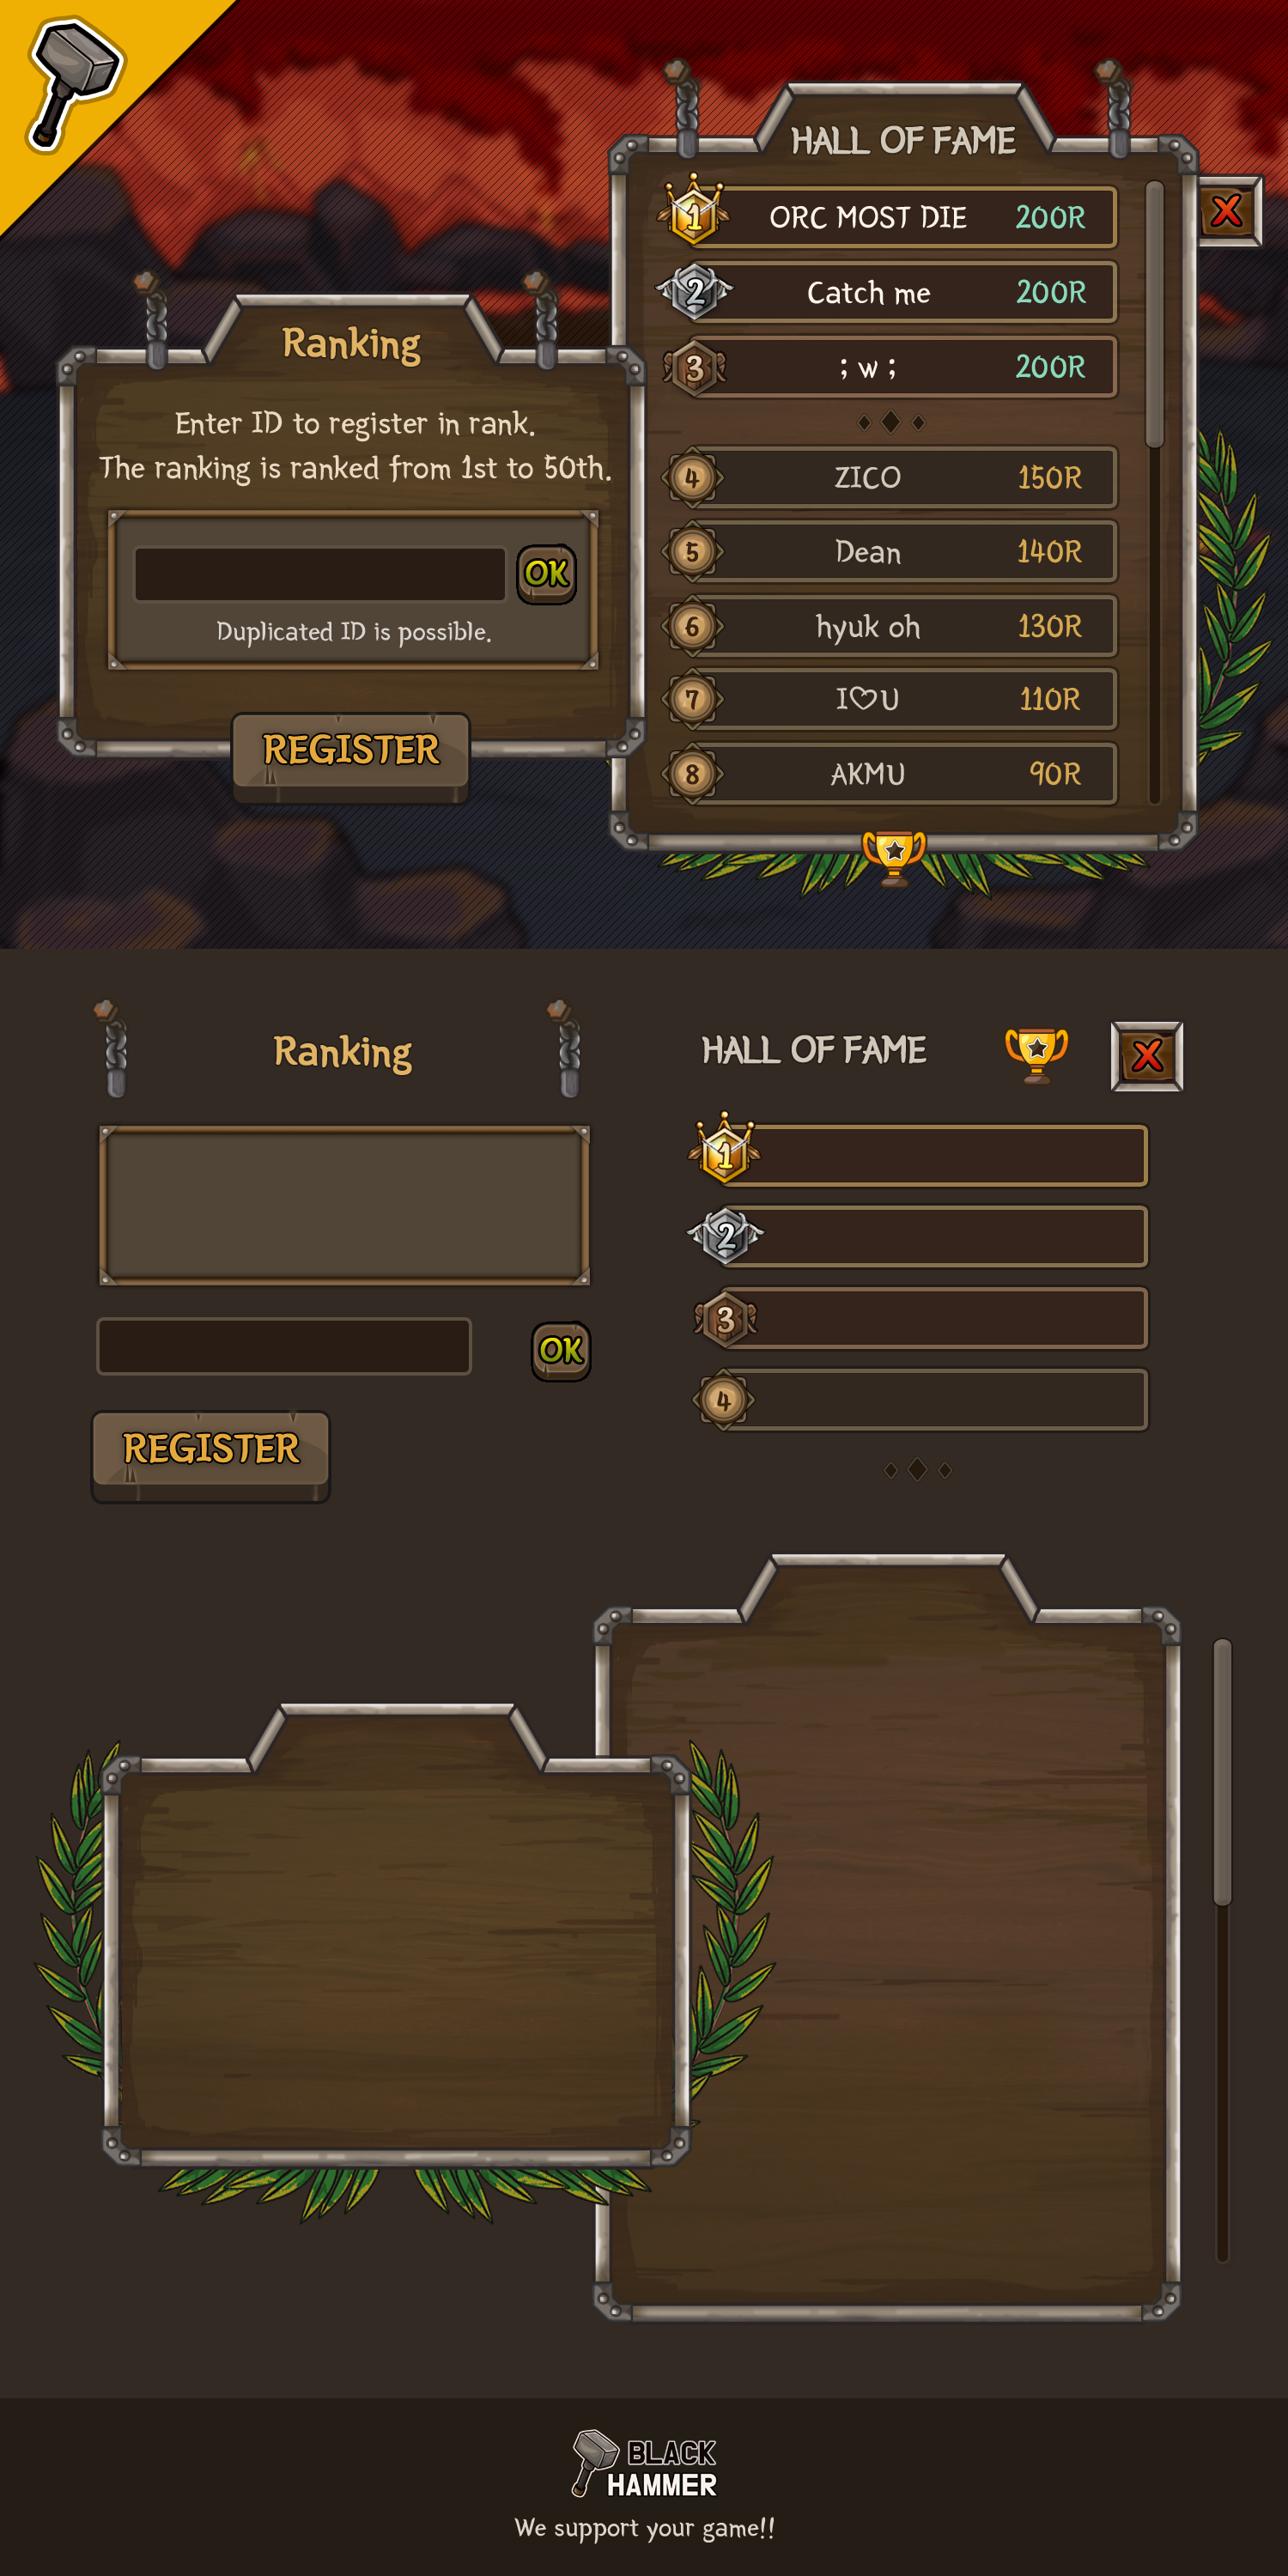 HALL OF FAME
1 ORC MOST DIE 200R
2 Catch me 200R
3 ; w ; 200R
4 ZICO 150R
5 Dean 140R
6 hyuk oh 130R
7 I♡U 110R
8 AKMU 90R
X
Ranking
Enter ID to register in rank.
The ranking is ranked from 1st to 50th.
OK
Duplicated ID is possible.
REGISTER
Ranking
OK
REGISTER
HALL OF FAME
X
1
2
3
4
BLACK
HAMMER
We support your game!!